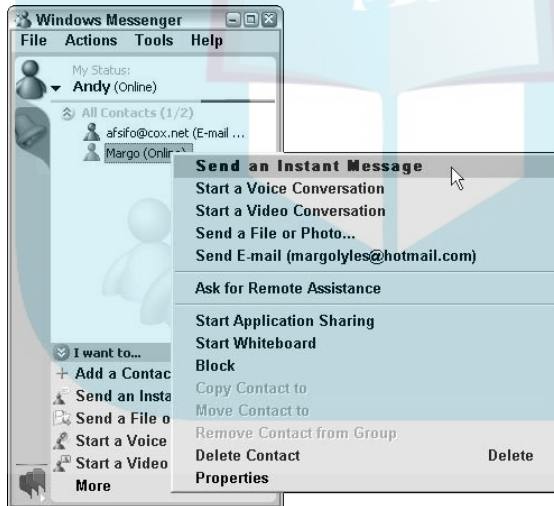 Windows Messenger
File Actions Tools Help
My Status:
Andy (Online)
All Contacts (1/2)
afsifo@cox.net (E-mail ...
Margo (Online)
Send an Instant Message
Start a Voice Conversation
Start a Video Conversation
Send a File or Photo...
Send E-mail (margolyles@hotmail.com)
Ask for Remote Assistance
Start Application Sharing
Start Whiteboard
Block
Copy Contact to
Move Contact to
Remove Contact from Group
Delete Contact Delete
Properties
I want to...
+ Add a Contac
Send an Insta
Send a File o
Start a Voice
Start a Video
More